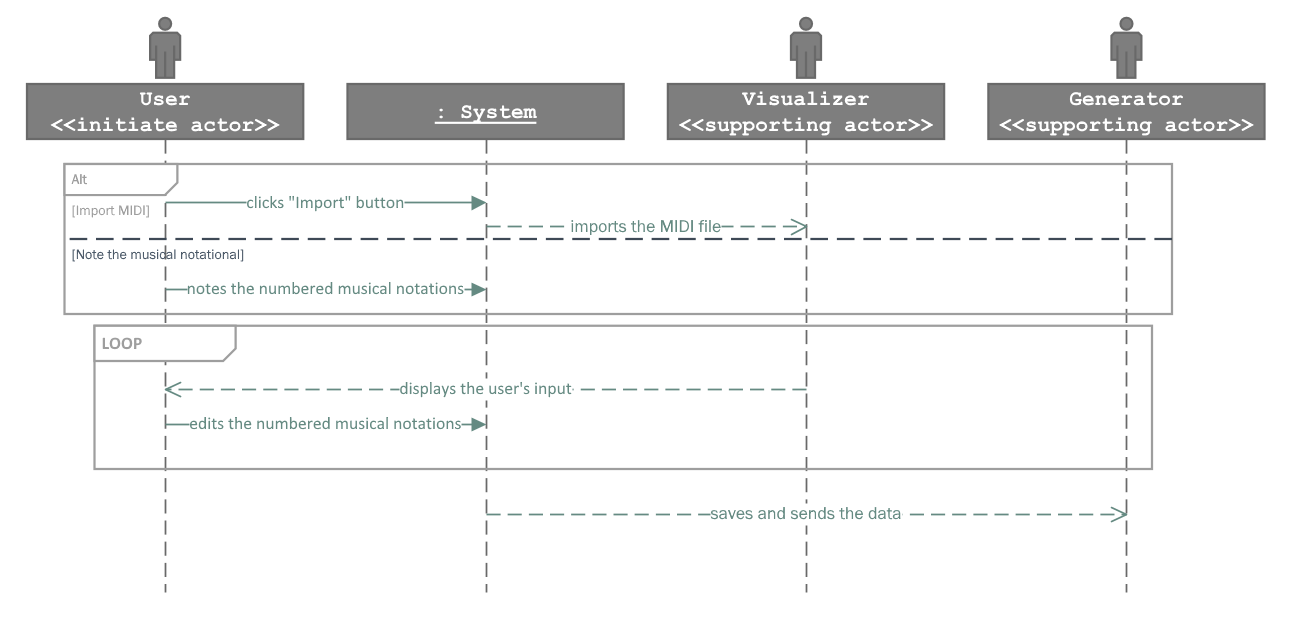 User
<<initiate actor>>
: System
Visualizer
<<supporting actor>>
Generator
<<supporting actor>>
Alt
[Import MIDI]
clicks "Import" button
imports the MIDI file
[Note the musical notational]
notes the numbered musical notations
LOOP
displays the user's input
edits the numbered musical notations
saves and sends the data